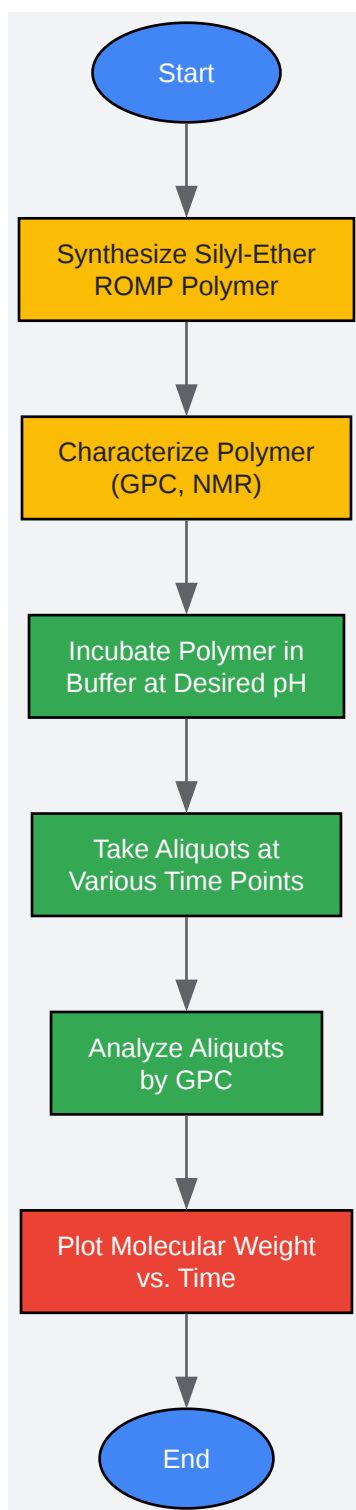 Start
Synthesize Silyl-Ether
ROMP Polymer
Characterize Polymer
(GPC, NMR)
Incubate Polymer in
Buffer at Desired pH
Take Aliquots at
Various Time Points
Analyze Aliquots
by GPC
Plot Molecular Weight
vs. Time
End